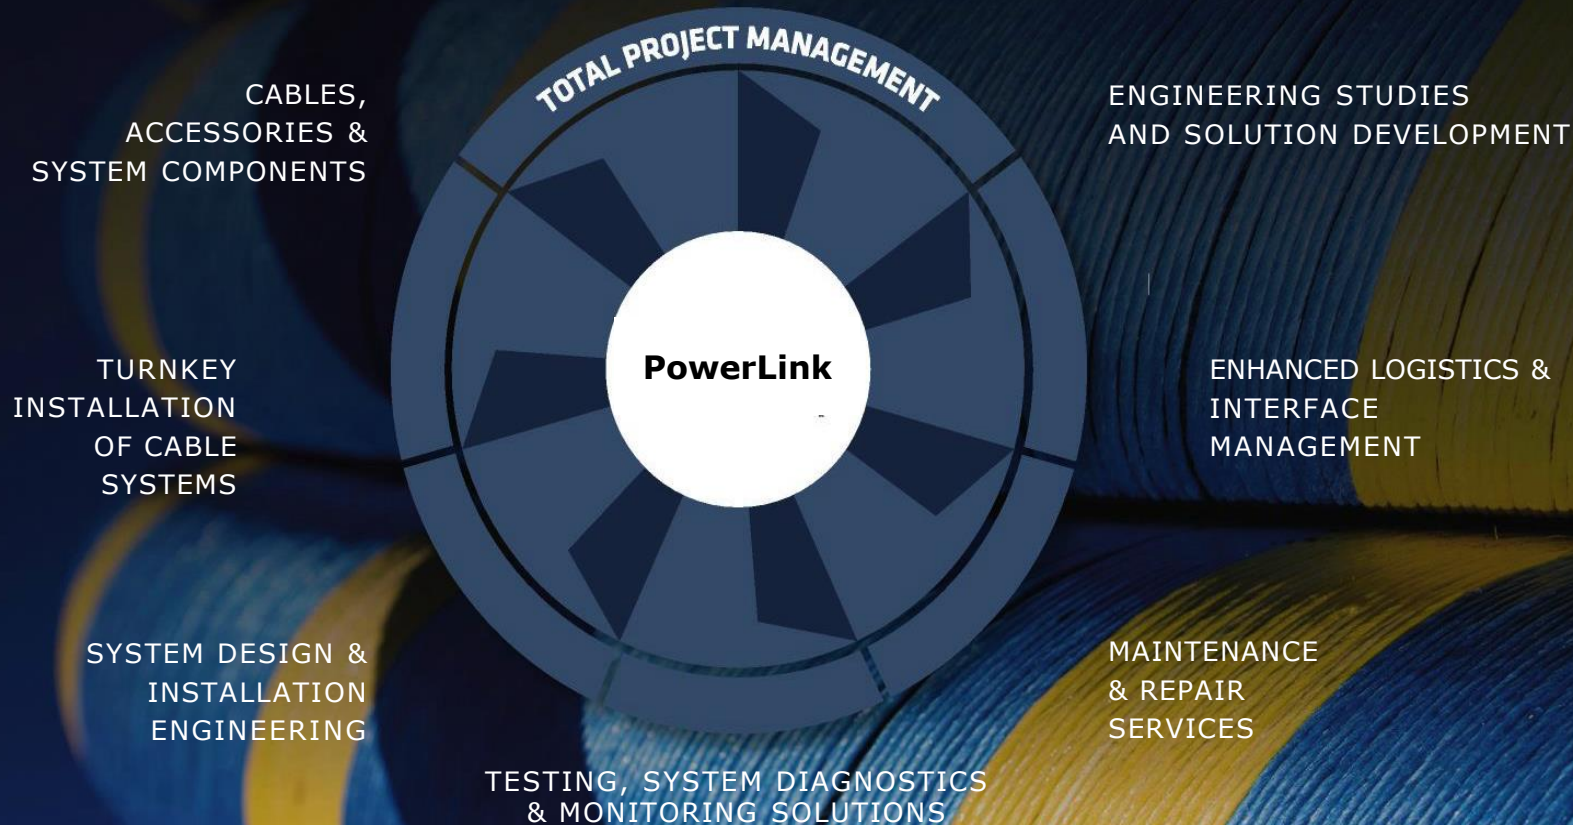 TOTAL PROJECT MANAGEMENT
CABLES,
ACCESSORIES &
SYSTEM COMPONENTS
ENGINEERING STUDIES
AND SOLUTION DEVELOPMENT
TURNKEY
INSTALLATION
OF CABLE
SYSTEMS
PowerLink
ENHANCED LOGISTICS &
INTERFACE
MANAGEMENT
SYSTEM DESIGN &
INSTALLATION
ENGINEERING
MAINTENANCE
& REPAIR
SERVICES
TESTING, SYSTEM DIAGNOSTICS
& MONITORING SOLUTIONS